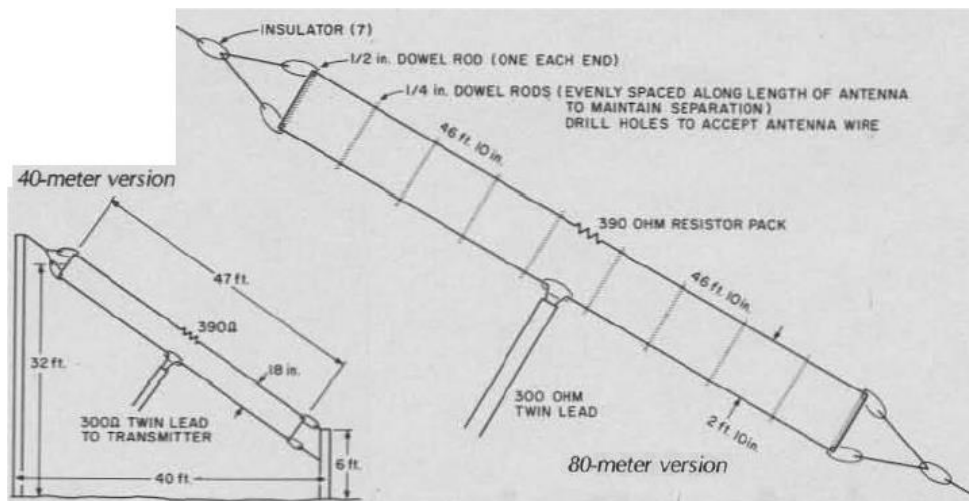 INSULATOR (7)
1/2 in. DOWEL ROD (ONE EACH END)
1/4 in. DOWEL RODS (EVENLY SPACED ALONG LENGTH OF ANTENNA
TO MAINTAIN SEPARATION)
DRILL HOLES TO ACCEPT ANTENNA WIRE
46 ft. 10 in.
390 OHM RESISTOR PACK
46 ft. 10 in.
300 OHM
TWIN LEAD
2 ft. 10 in.
80-meter version
40-meter version
47 ft.
390Ω
32 ft.
18 in.
300Ω TWIN LEAD
TO TRANSMITTER
6 ft.
40 ft.